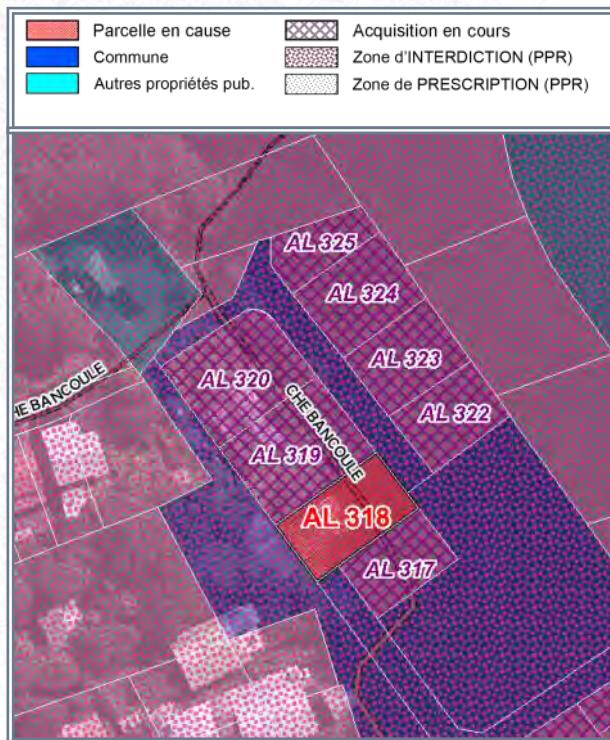 Parcelle en cause
Commune
Autres propriétés pub.
Acquisition en cours
Zone d'INTERDICTION (PPR)
Zone de PRESCRIPTION (PPR)
AL 325
AL 324
AL 323
AL 320
CHE BANCOULE
HE BANCOULE
AL 322
AL 319
AL 318
AL 317